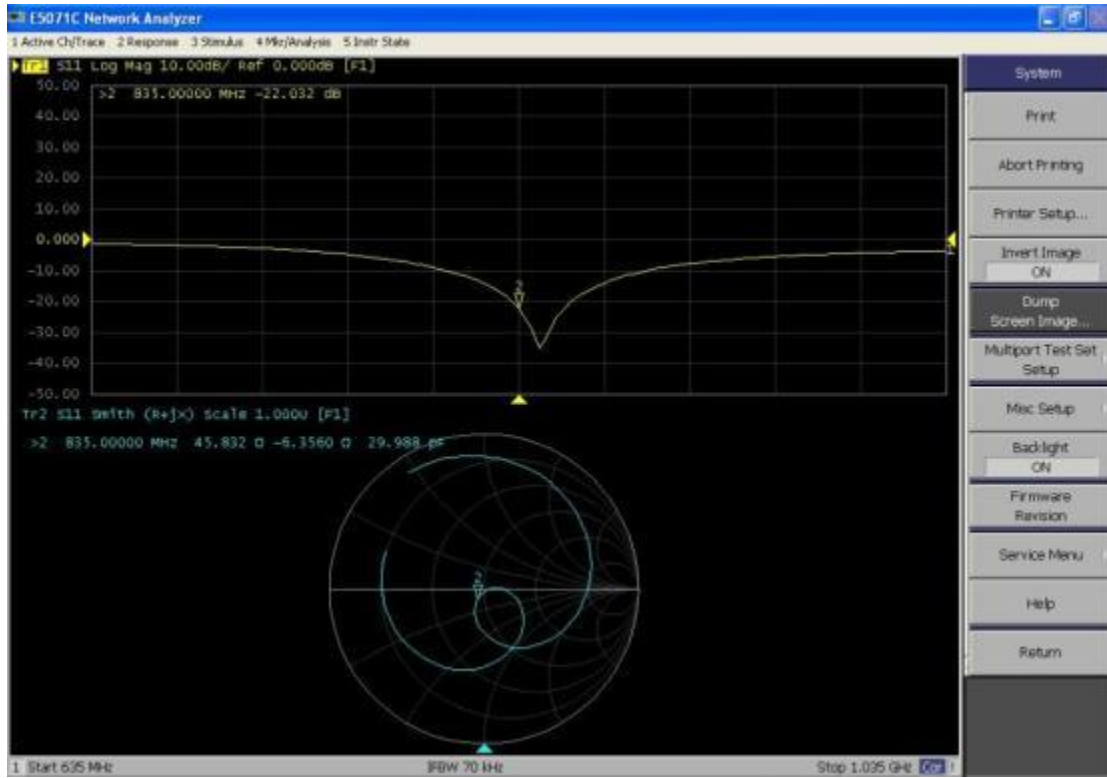 E5071C Network Analyzer
1 Active Ch/Trace 2 Response 3 Stimulus 4 Mkr/Analysis 5 Instr State
Tr1 S11 Log Mag 10.00dB/ Ref 0.000dB [F1]
50.00
>2 835.00000 MHz -22.032 dB
40.00
30.00
20.00
10.00
0.000
-10.00
-20.00
-30.00
-40.00
-50.00
2
1
Tr2 S11 Smith (R+jX) Scale 1.000U [F1]
>2 835.00000 MHz 45.832 Ω -6.3560 Ω 29.988 pF
2
1 Start 635 MHz
IFBW 70 kHz
Stop 1.035 GHz Cor !
System
Print
Abort Printing
Printer Setup...
Invert Image
ON
Dump
Screen Image...
Multiport Test Set
Setup
Misc Setup
Backlight
ON
Firmware
Revision
Service Menu
Help
Return